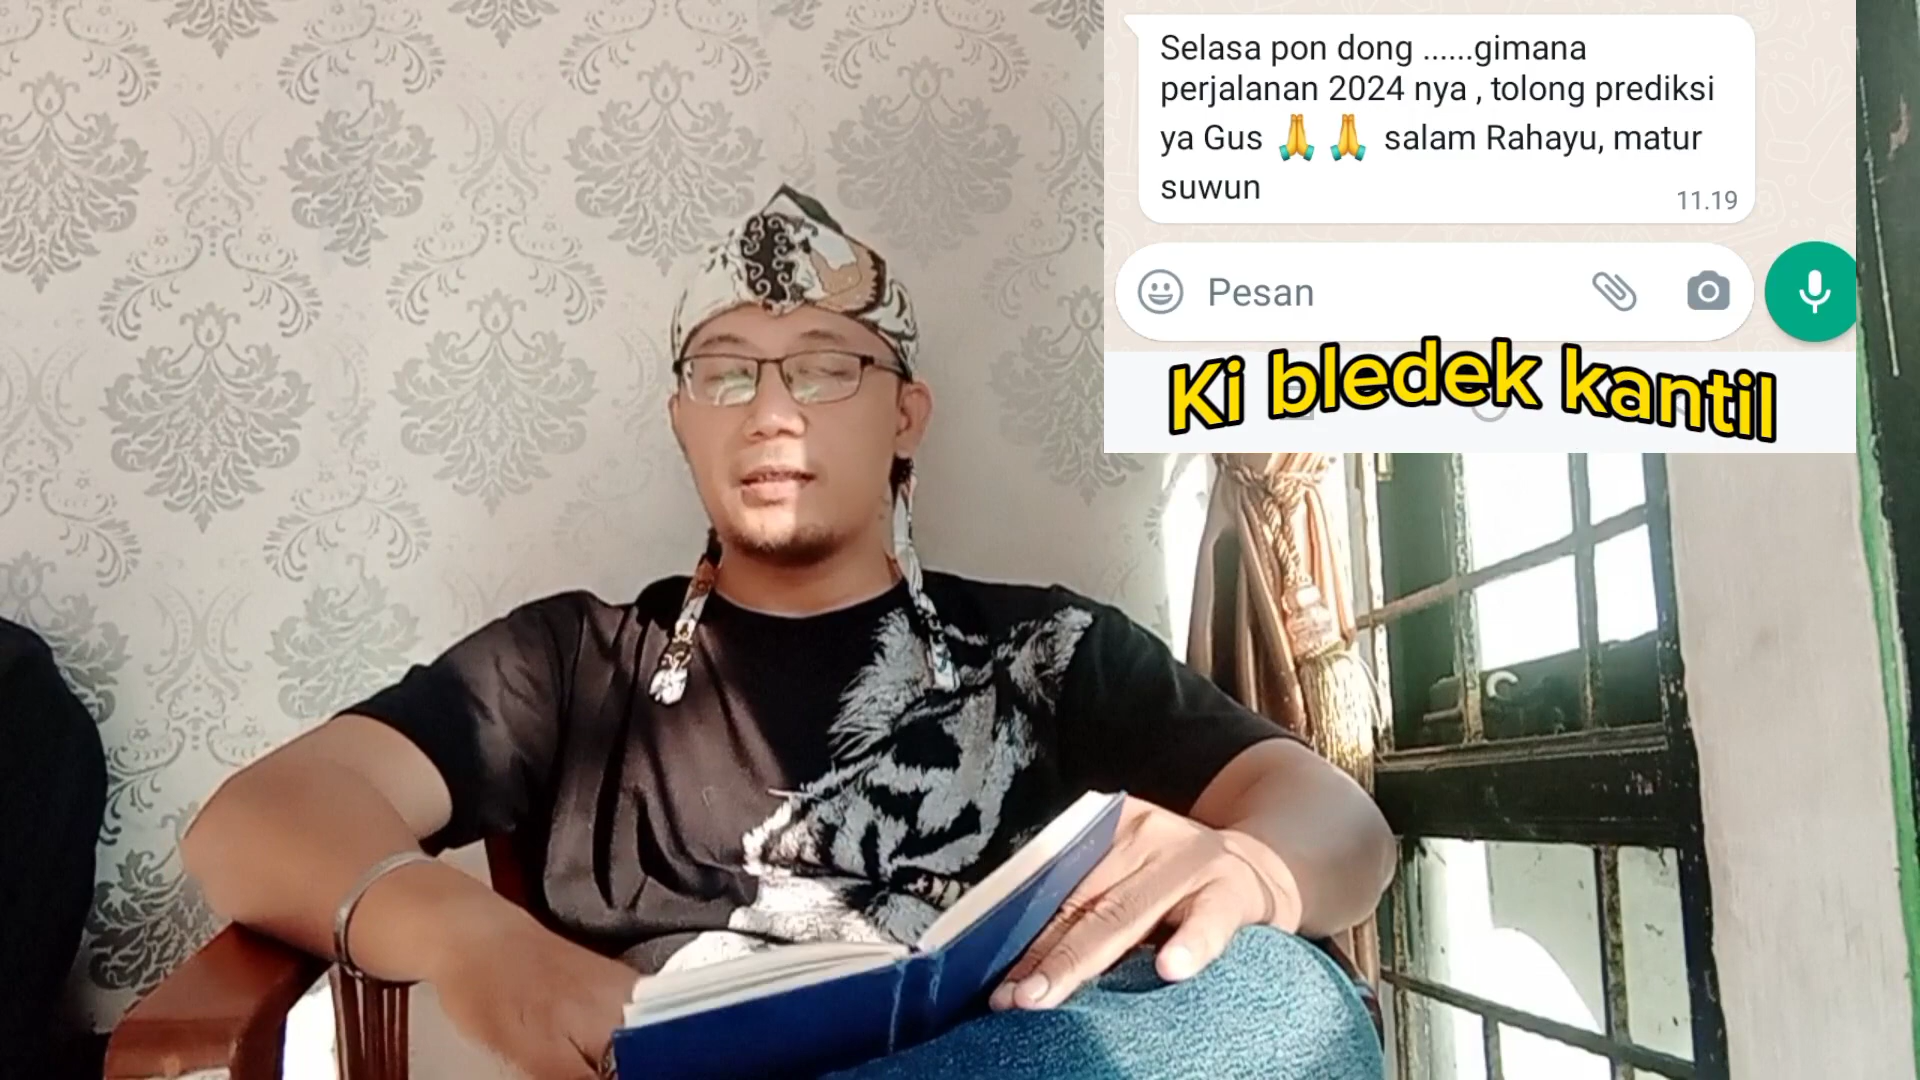 Selasa pon dong ......gimana
perjalanan 2024 nya , tolong prediksi
ya Gus 🙏 🙏 salam Rahayu, matur
suwun
11.19
Pesan
Ki bledek kantil